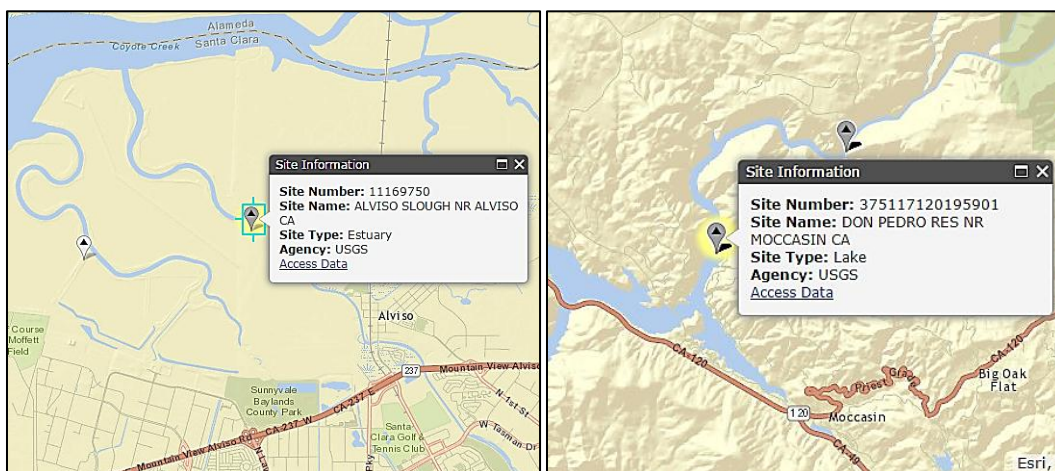 Alameda
Santa Clara
Coyote Creek
Site Information
Site Number: 11169750
Site Name: ALVISO SLOUGH NR ALVISO
CA
Site Type: Estuary
Agency: USGS
Access Data
Alviso
Course
Moffett
Field
237
Mountain View Alviso
Sunnyvale
Baylands
County Park
CA-237 W
CA-237 E
N 1st St
Mountain View Alviso Rd
N Law
Pky
Santa
Clara Golf &
Tennis Club
W Tasman Dr
Site Information
Site Number: 375117120195901
Site Name: DON PEDRO RES NR
MOCCASIN CA
Site Type: Lake
Agency: USGS
Access Data
CA-120
CA-120
Priest Grade
Big Oak
Flat
120
Moccasin
CA-49
Esri,